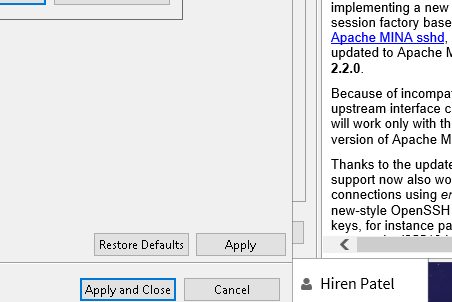 implementing a new
session factory base
Apache MINA sshd,
updated to Apache M
2.2.0.
Because of incompa
upstream interface c
will work only with th
version of Apache M
Thanks to the update
support now also wo
connections using e
new-style OpenSSH
keys, for instance pa
Restore Defaults
Apply
Apply and Close
Cancel
Hiren Patel